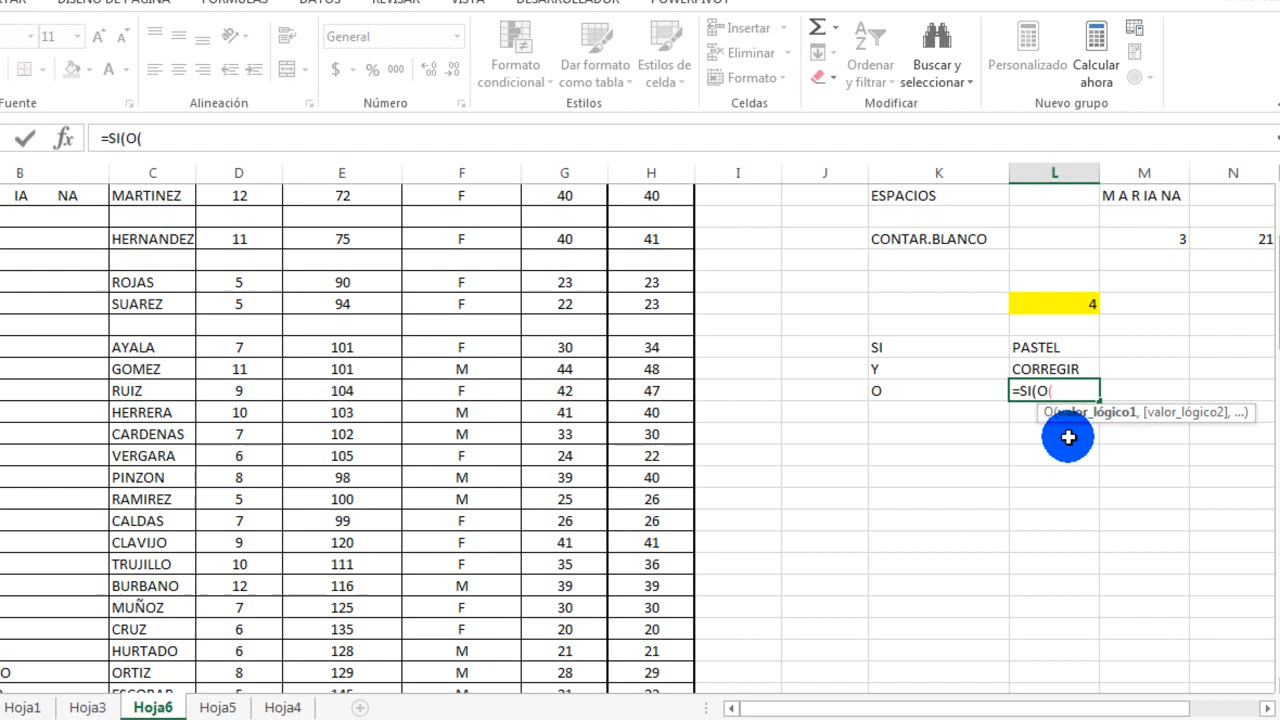 DISEÑO DE PÁGINA FÓRMULAS DATOS REVISAR VISTA DESARROLLADOR POWERPIVOT
11 A A General Formato condicional Dar formato como tabla Estilos de celda Insertar Eliminar Formato Ordenar y filtrar Buscar y seleccionar Personalizado Calcular ahora
$ % 000
Fuente Alineación Número Estilos Celdas Modificar Nuevo grupo
fx =SI(O(
B C D E F G H I J K L M N
IA NA MARTINEZ 12 72 F 40 40 ESPACIOS M A R IA NA
HERNANDEZ 11 75 F 40 41 CONTAR.BLANCO 3 21
ROJAS 5 90 F 23 23
SUAREZ 5 94 F 22 23 4
AYALA 7 101 F 30 34 SI PASTEL
GOMEZ 11 101 M 44 48 Y CORREGIR
RUIZ 9 104 F 42 47 O =SI(O(
HERRERA 10 103 M 41 40 O(valor_lógico1, [valor_lógico2], ...)
CARDENAS 7 102 M 33 30
VERGARA 6 105 F 24 22
PINZON 8 98 M 39 40
RAMIREZ 5 100 M 25 26
CALDAS 7 99 F 26 26
CLAVIJO 9 120 F 41 41
TRUJILLO 10 111 F 35 36
BURBANO 12 116 M 39 39
MUÑOZ 7 125 F 30 30
CRUZ 6 135 F 20 20
HURTADO 6 128 M 21 21
O ORTIZ 8 129 M 28 29
Hoja1 Hoja3 Hoja6 Hoja5 Hoja4